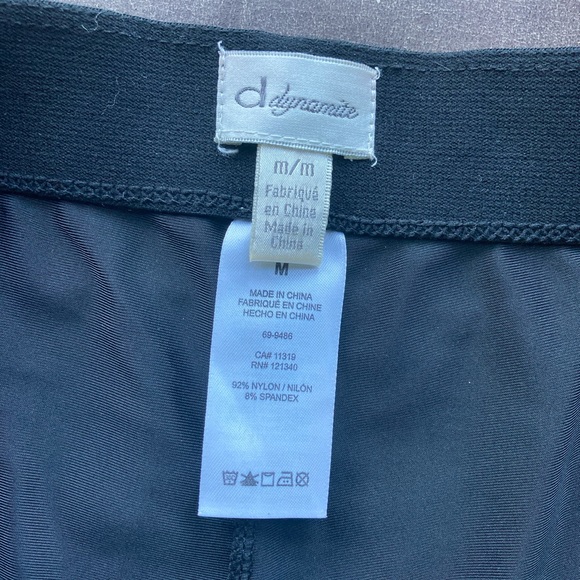 d dynamite
m/m
Fabriqué
en Chine
Made in
China
M
MADE IN CHINA
FABRIQUÉ EN CHINE
HECHO EN CHINA
69-9486
CA# 11319
RN# 121340
92% NYLON / NILÓN
8% SPANDEX